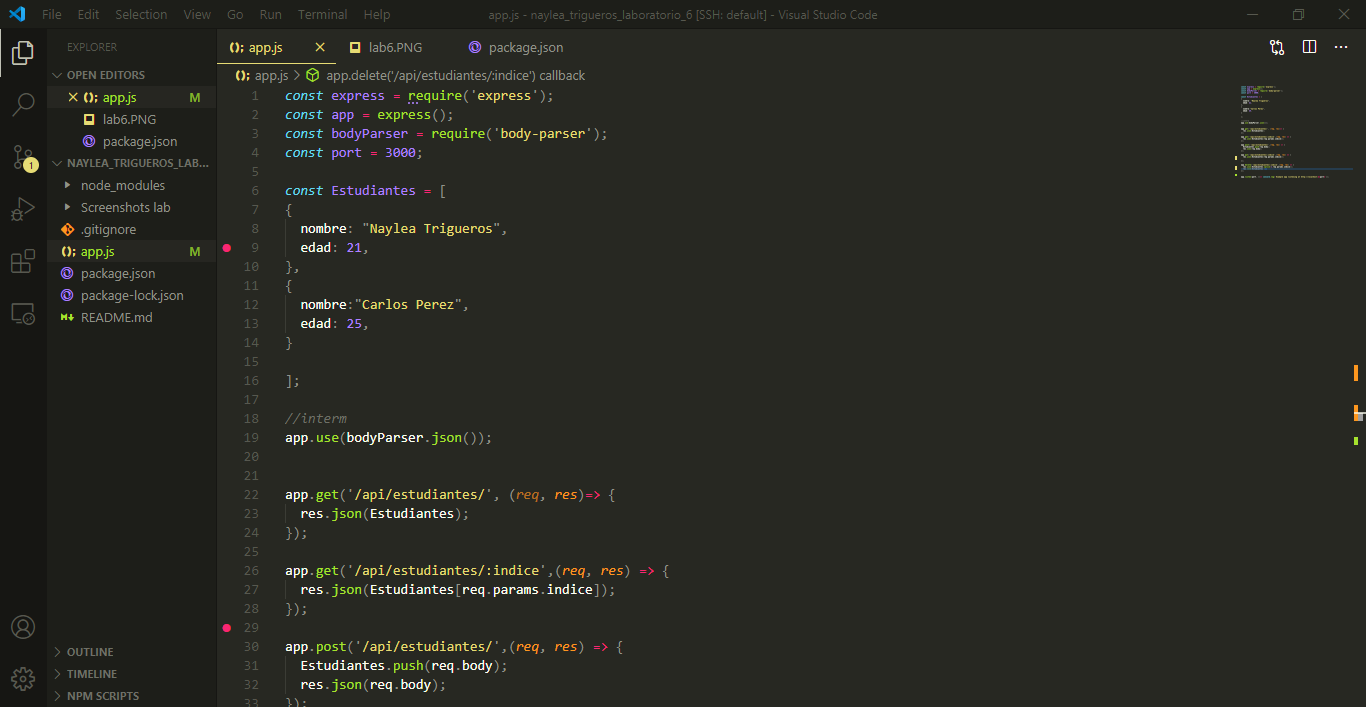 File Edit Selection View Go Run Terminal Help app.js - naylea_trigueros_laboratorio_6 [SSH: default] - Visual Studio Code
EXPLORER
OPEN EDITORS
(); app.js M
lab6.PNG
package.json
NAYLEA_TRIGUEROS_LAB...
node_modules
Screenshots lab
.gitignore
(); app.js M
package.json
package-lock.json
README.md
OUTLINE
TIMELINE
NPM SCRIPTS
1
(); app.js lab6.PNG package.json
(); app.js > app.delete('/api/estudiantes/:indice') callback
1 const express = require('express');
2 const app = express();
3 const bodyParser = require('body-parser');
4 const port = 3000;
5
6 const Estudiantes = [
7 {
8 nombre: "Naylea Trigueros",
9 edad: 21,
10 },
11 {
12 nombre:"Carlos Perez",
13 edad: 25,
14 }
15
16 ];
17
18 //interm
19 app.use(bodyParser.json());
20
21
22 app.get('/api/estudiantes/', (req, res)=> {
23 res.json(Estudiantes);
24 });
25
26 app.get('/api/estudiantes/:indice',(req, res) => {
27 res.json(Estudiantes[req.params.indice]);
28 });
29
30 app.post('/api/estudiantes/',(req, res) => {
31 Estudiantes.push(req.body);
32 res.json(req.body);
33 });